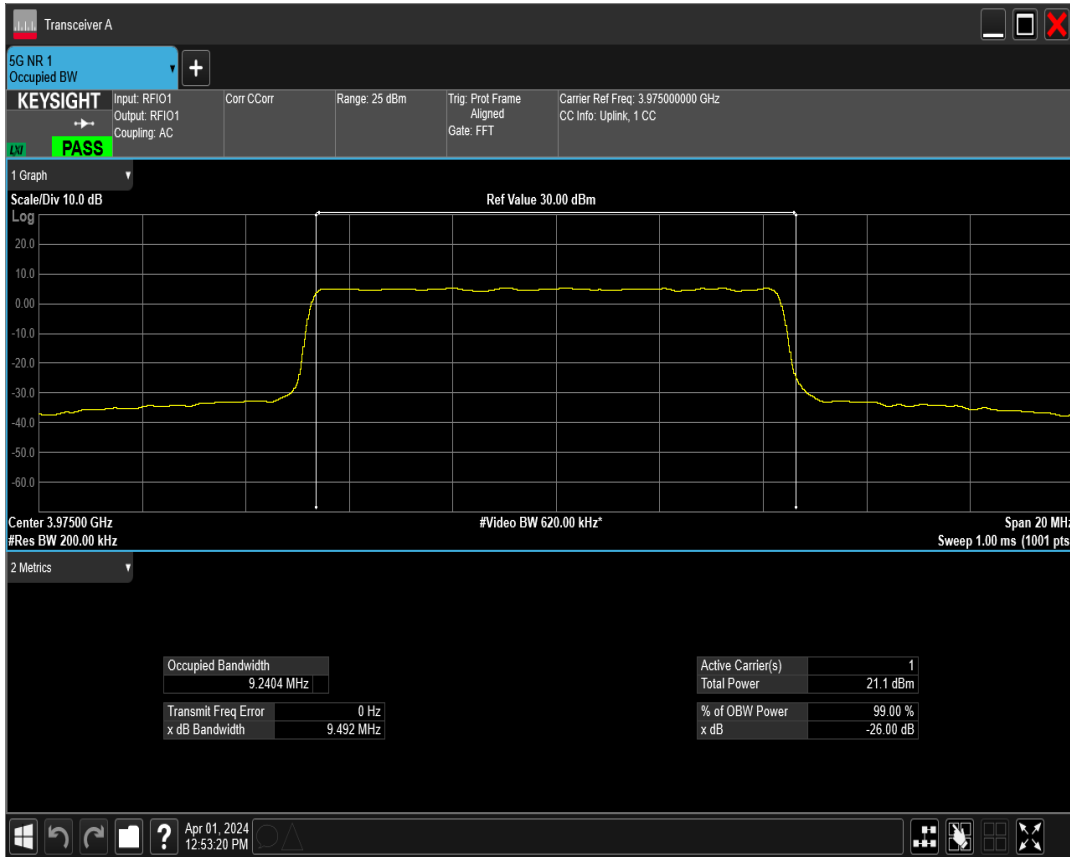 Transceiver A
5G NR 1
Occupied BW
+
KEYSIGHT
Input: RFIO1
Output: RFIO1
Coupling: AC
Corr CCorr
Range: 25 dBm
Trig: Prot Frame
Aligned
Gate: FFT
Carrier Ref Freq: 3.975000000 GHz
CC Info: Uplink, 1 CC
LXI
PASS
1 Graph
Scale/Div 10.0 dB
Ref Value 30.00 dBm
Log
20.0
10.0
0.00
-10.0
-20.0
-30.0
-40.0
-50.0
-60.0
Center 3.97500 GHz
#Video BW 620.00 kHz*
Span 20 MHz
#Res BW 200.00 kHz
Sweep 1.00 ms (1001 pts
2 Metrics
Occupied Bandwidth
9.2404 MHz
Transmit Freq Error 0 Hz
x dB Bandwidth 9.492 MHz
Active Carrier(s) 1
Total Power 21.1 dBm
% of OBW Power 99.00 %
x dB -26.00 dB
?
Apr 01, 2024
12:53:20 PM